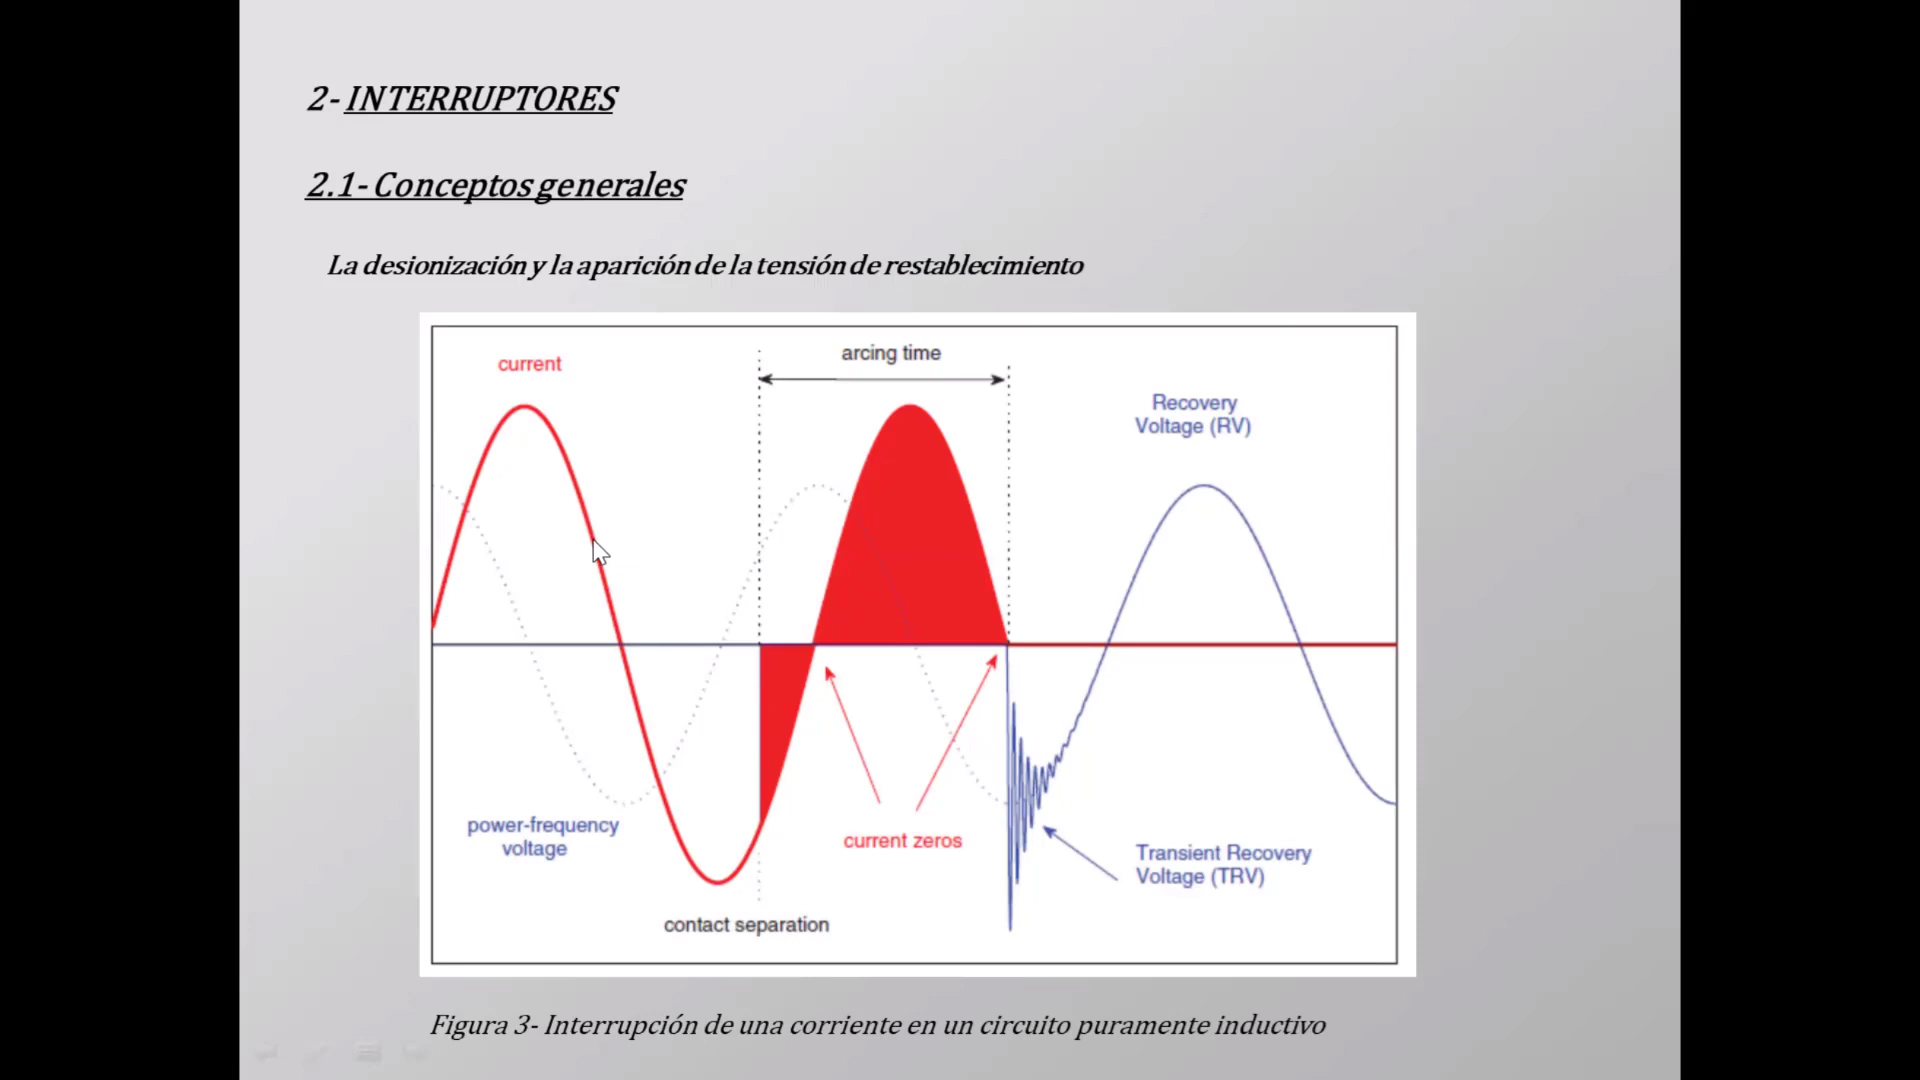 2- INTERRUPTORES
2.1- Conceptos generales
La desionización y la aparición de la tensión de restablecimiento
current
arcing time
Recovery
Voltage (RV)
power-frequency
voltage
current zeros
Transient Recovery
Voltage (TRV)
contact separation
Figura 3- Interrupción de una corriente en un circuito puramente inductivo